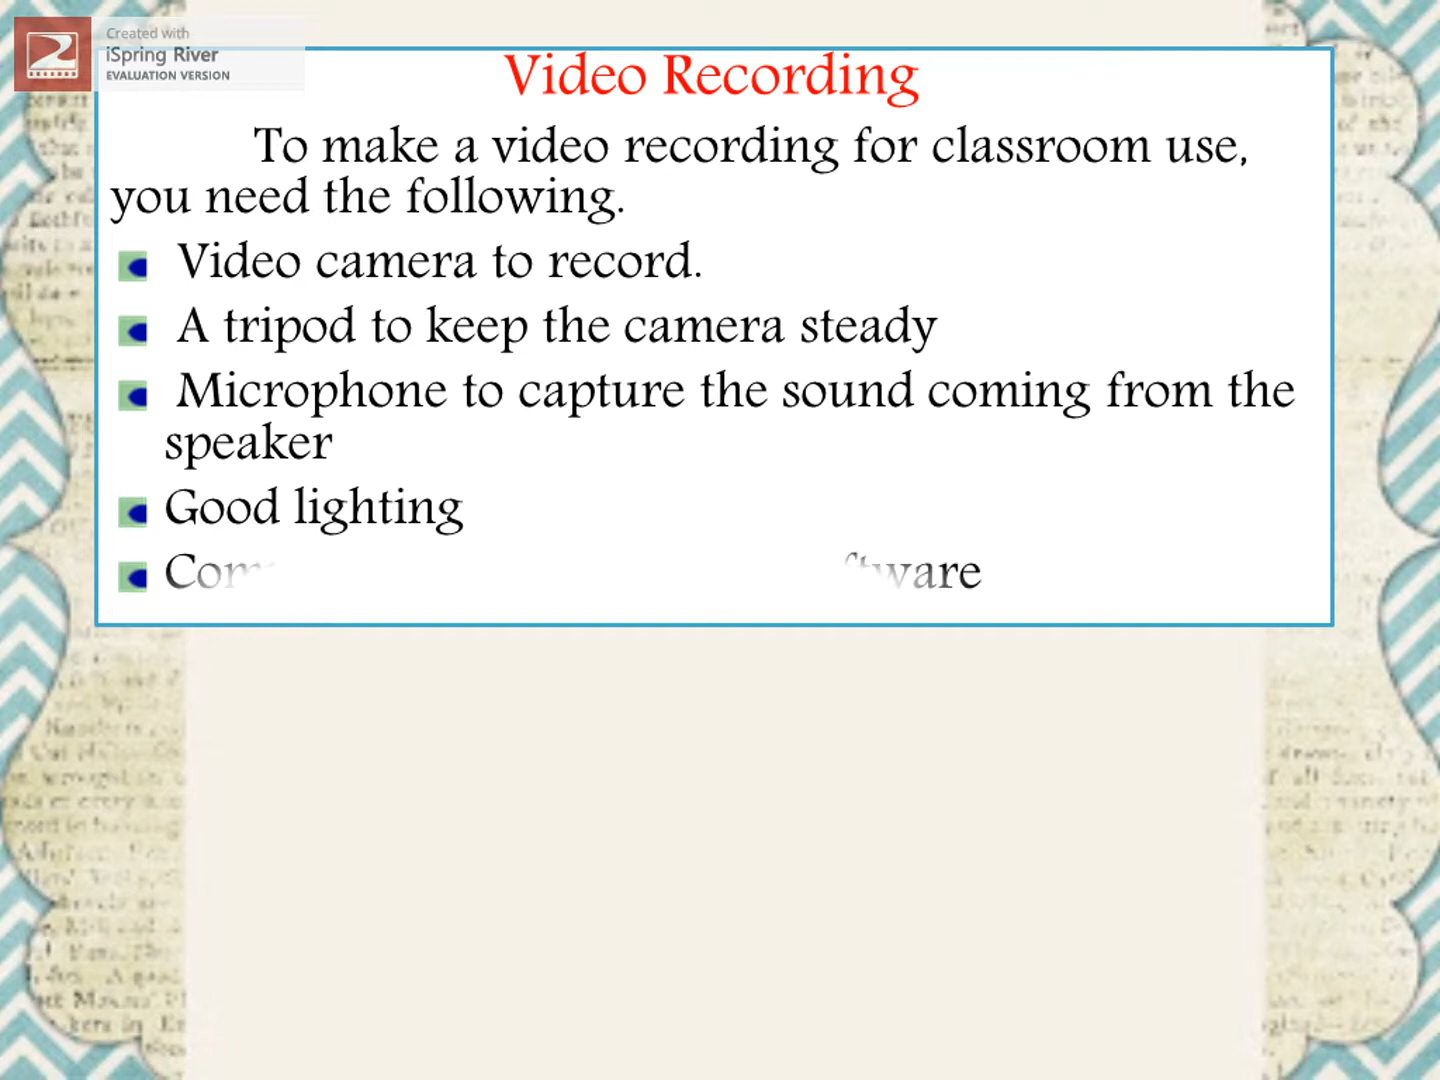 Created with
iSpring River
EVALUATION VERSION
Video Recording
To make a video recording for classroom use,
you need the following.
Video camera to record.
A tripod to keep the camera steady
Microphone to capture the sound coming from the
speaker
Good lighting